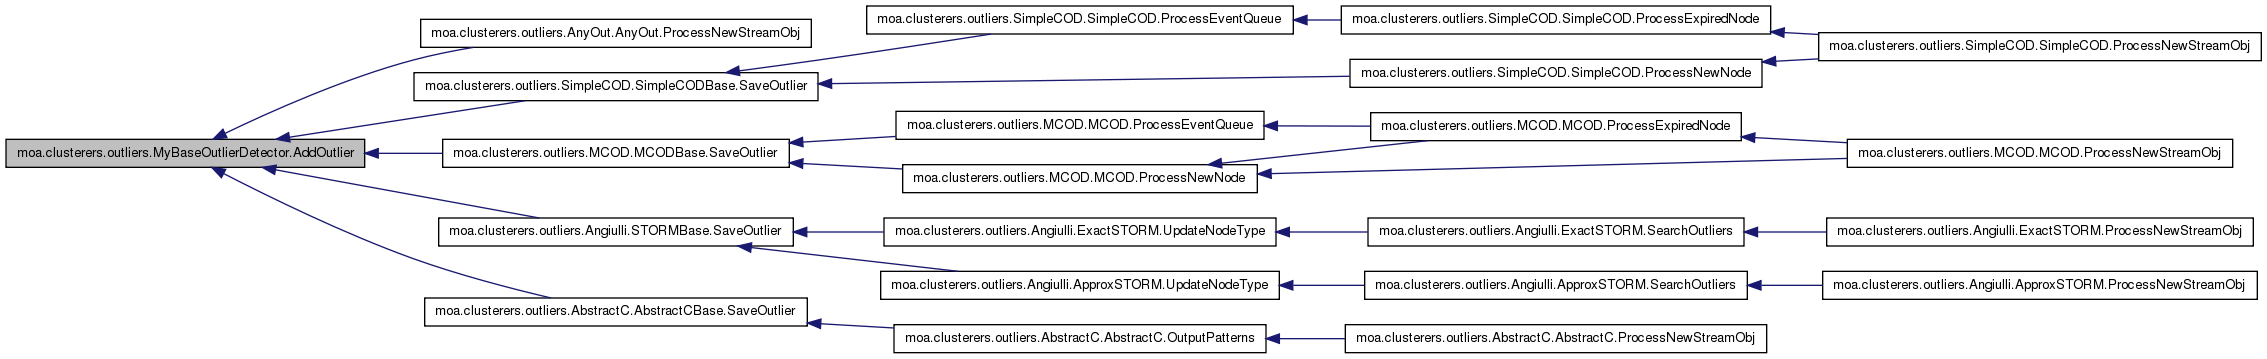 moa.clusterers.outliers.MyBaseOutlierDetector.AddOutlier
moa.clusterers.outliers.AnyOut.AnyOut.ProcessNewStreamObj
moa.clusterers.outliers.SimpleCOD.SimpleCODBase.SaveOutlier
moa.clusterers.outliers.SimpleCOD.SimpleCOD.ProcessEventQueue
moa.clusterers.outliers.SimpleCOD.SimpleCOD.ProcessExpiredNode
moa.clusterers.outliers.SimpleCOD.SimpleCOD.ProcessNewStreamObj
moa.clusterers.outliers.SimpleCOD.SimpleCOD.ProcessNewNode
moa.clusterers.outliers.MCOD.MCODBase.SaveOutlier
moa.clusterers.outliers.MCOD.MCOD.ProcessEventQueue
moa.clusterers.outliers.MCOD.MCOD.ProcessExpiredNode
moa.clusterers.outliers.MCOD.MCOD.ProcessNewStreamObj
moa.clusterers.outliers.MCOD.MCOD.ProcessNewNode
moa.clusterers.outliers.Angiulli.STORMBase.SaveOutlier
moa.clusterers.outliers.Angiulli.ExactSTORM.UpdateNodeType
moa.clusterers.outliers.Angiulli.ExactSTORM.SearchOutliers
moa.clusterers.outliers.Angiulli.ExactSTORM.ProcessNewStreamObj
moa.clusterers.outliers.Angiulli.ApproxSTORM.UpdateNodeType
moa.clusterers.outliers.Angiulli.ApproxSTORM.SearchOutliers
moa.clusterers.outliers.Angiulli.ApproxSTORM.ProcessNewStreamObj
moa.clusterers.outliers.AbstractC.AbstractCBase.SaveOutlier
moa.clusterers.outliers.AbstractC.AbstractC.OutputPatterns
moa.clusterers.outliers.AbstractC.AbstractC.ProcessNewStreamObj